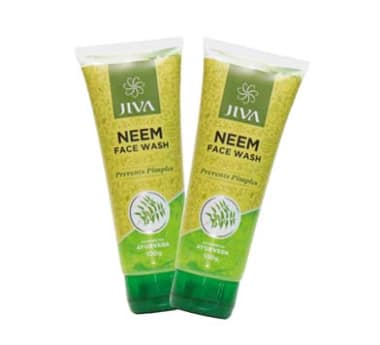 JIVA
NEEM
FACE WASH
Prevents Pimples
AYURVEDA
100g
JIVA
NEEM
FACE WASH
Prevents Pimples
AYURVEDA
100g